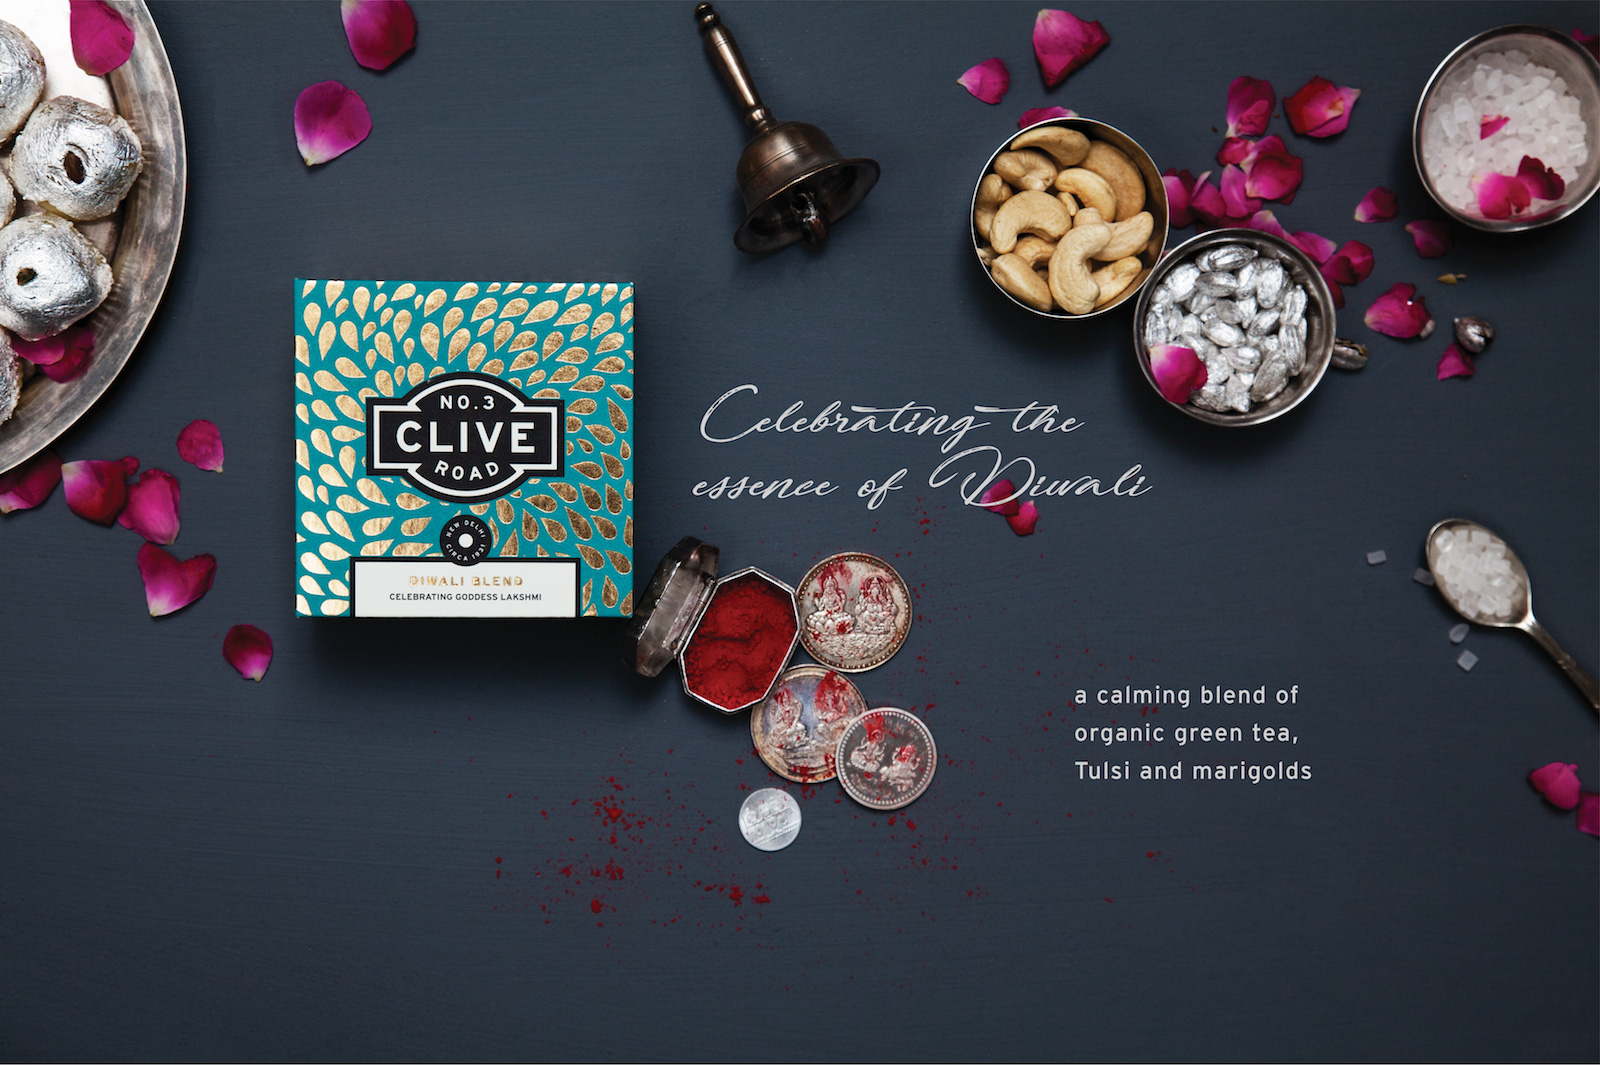 NO.3
CLIVE
ROAD
NEW DELHI
CIRCA 1931
DIWALI BLEND
CELEBRATING GODDESS LAKSHMI
Celebrating the
essence of Diwali
a calming blend of
organic green tea,
Tulsi and marigolds